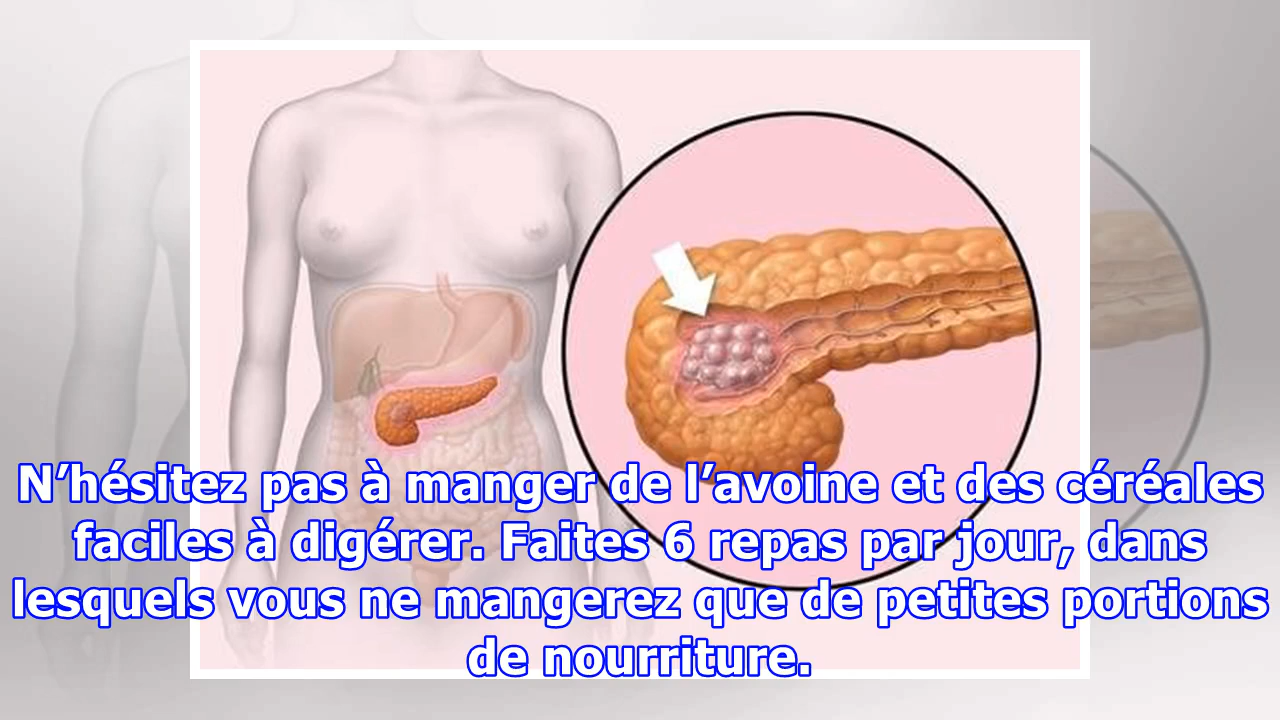 N’hésitez pas à manger de l’avoine et des céréales
faciles à digérer. Faites 6 repas par jour, dans
lesquels vous ne mangerez que de petites portions
de nourriture.